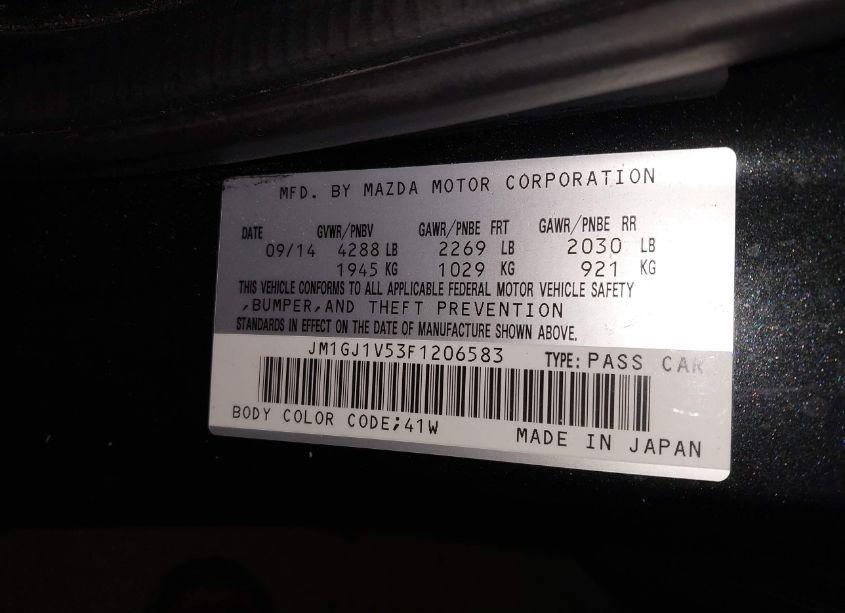 MFD. BY MAZDA MOTOR CORPORATION
DATE GVWR/PNBV GAWR/PNBE FRT GAWR/PNBE RR
09/14 4288 LB 2269 LB 2030 LB
1945 KG 1029 KG 921 KG
THIS VEHICLE CONFORMS TO ALL APPLICABLE FEDERAL MOTOR VEHICLE SAFETY
,BUMPER,AND THEFT PREVENTION
STANDARDS IN EFFECT ON THE DATE OF MANUFACTURE SHOWN ABOVE.
JM1GJ1V53F1206583 TYPE: PASS CAR
BODY COLOR CODE;41W
MADE IN JAPAN